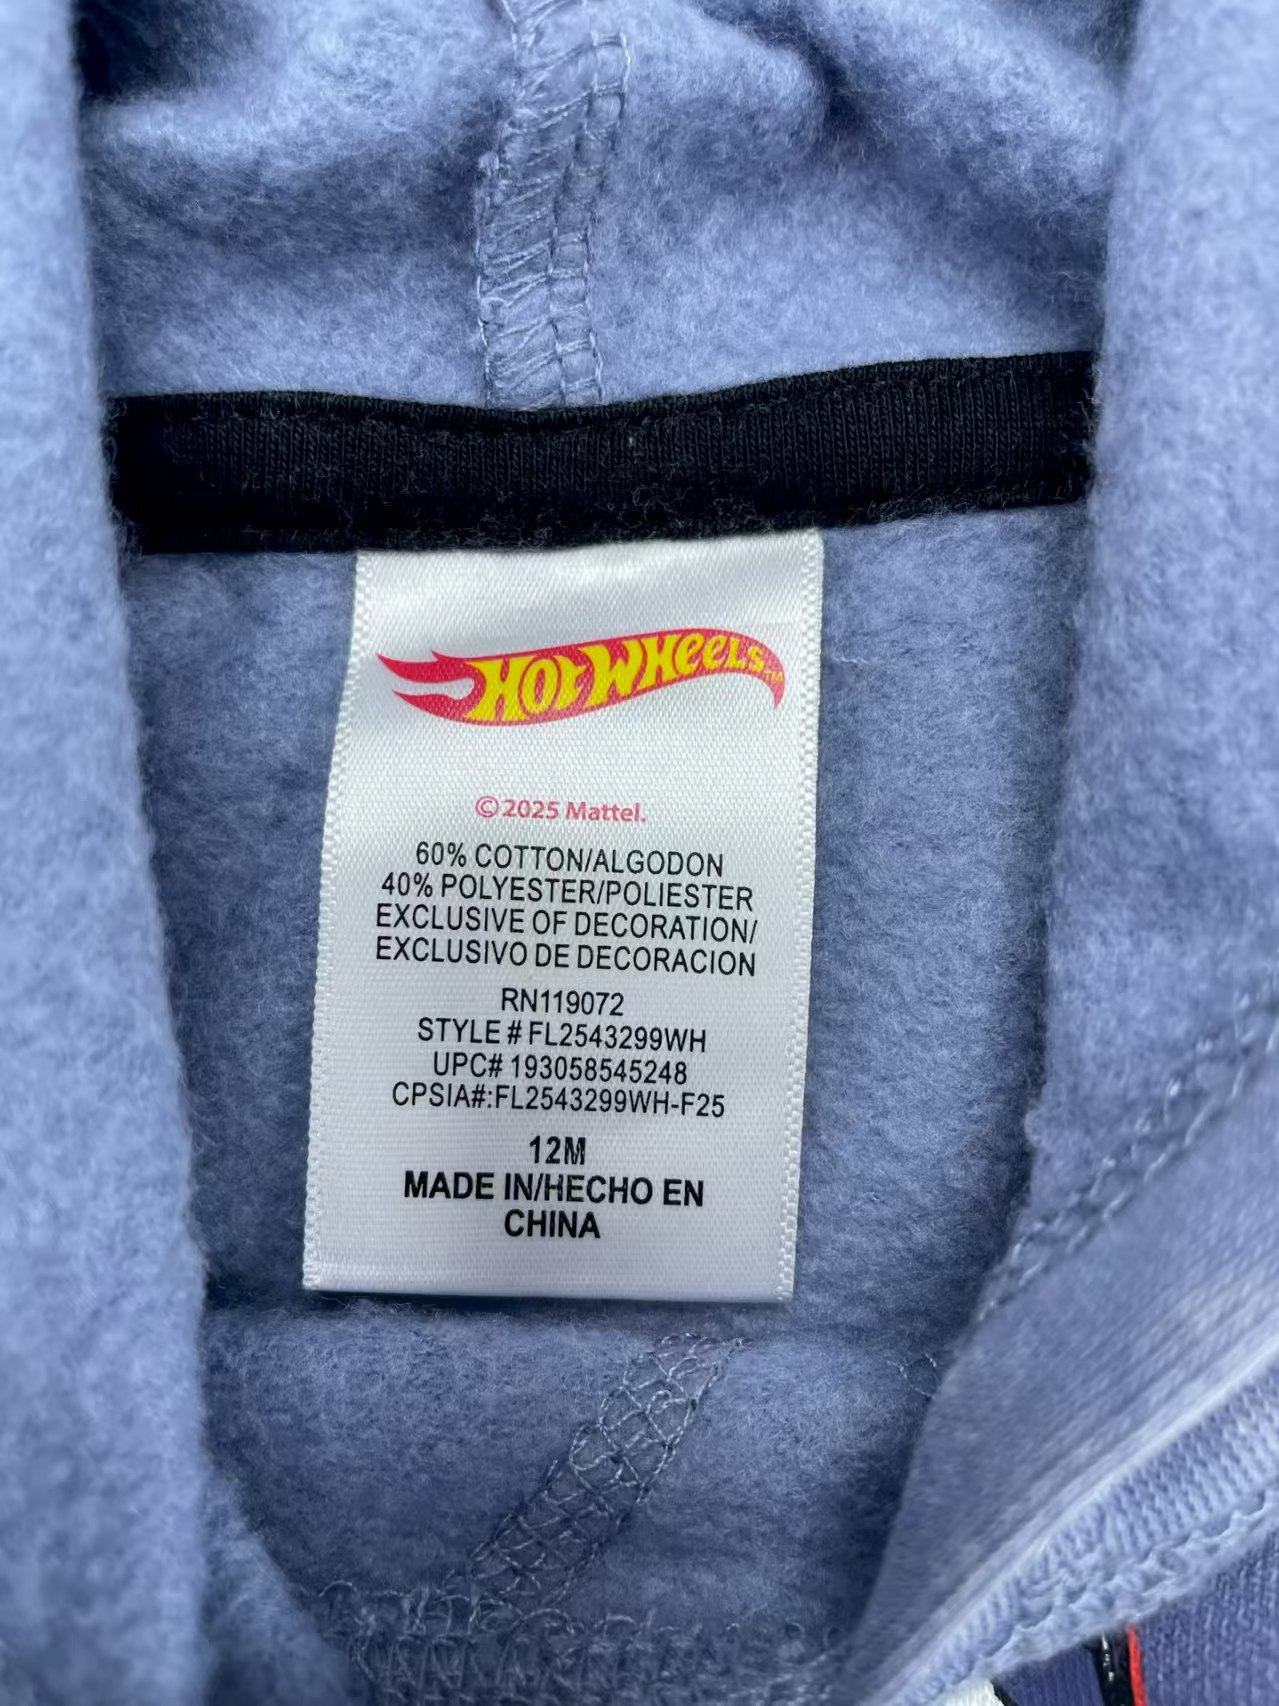 HOT WHEELS™
©2025 Mattel.
60% COTTON/ALGODON
40% POLYESTER/POLIESTER
EXCLUSIVE OF DECORATION/
EXCLUSIVO DE DECORACION
RN119072
STYLE # FL2543299WH
UPC# 193058545248
CPSIA#:FL2543299WH-F25
12M
MADE IN/HECHO EN
CHINA